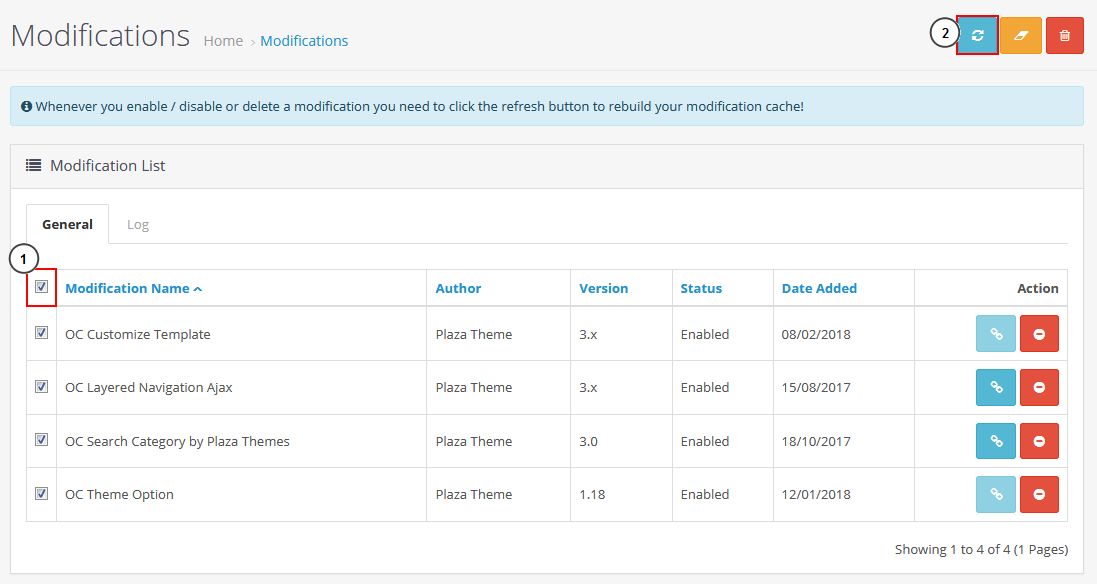 Modifications Home › Modifications
2
Whenever you enable / disable or delete a modification you need to click the refresh button to rebuild your modification cache!
Modification List
General Log
1
Modification Name Author Version Status Date Added Action
OC Customize Template Plaza Theme 3.x Enabled 08/02/2018
OC Layered Navigation Ajax Plaza Theme 3.x Enabled 15/08/2017
OC Search Category by Plaza Themes Plaza Theme 3.0 Enabled 18/10/2017
OC Theme Option Plaza Theme 1.18 Enabled 12/01/2018
Showing 1 to 4 of 4 (1 Pages)